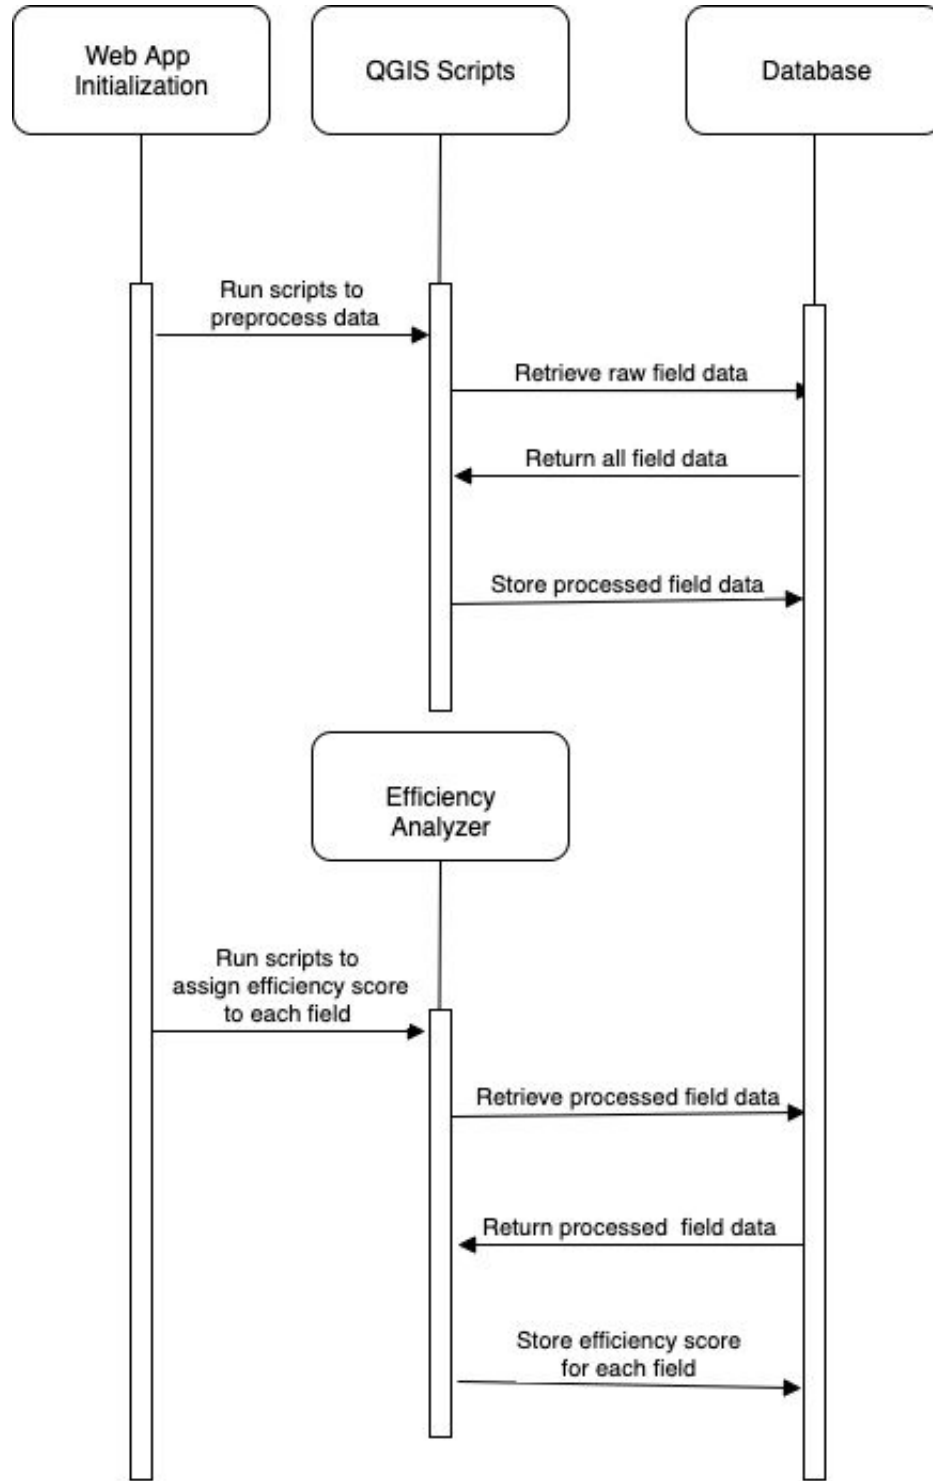 Web App
Initialization
QGIS Scripts
Database
Run scripts to
preprocess data
Retrieve raw field data
Return all field data
Store processed field data
Efficiency
Analyzer
Run scripts to
assign efficiency score
to each field
Retrieve processed field data
Return processed  field data
Store efficiency score
for each field